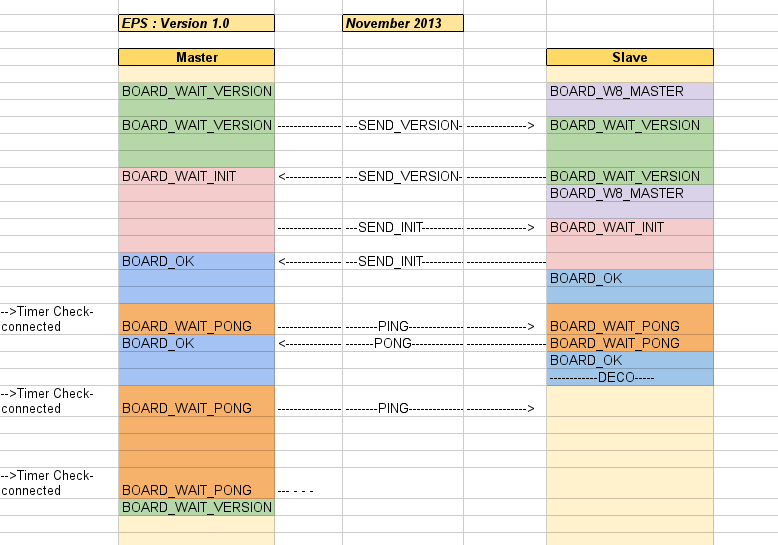 EPS : Version 1.0 November 2013
Master Slave
BOARD_WAIT_VERSION BOARD_W8_MASTER
BOARD_WAIT_VERSION ---------------- ---SEND_VERSION- ---------------> BOARD_WAIT_VERSION
BOARD_WAIT_INIT <--------------- ---SEND_VERSION- -------------------- BOARD_WAIT_VERSION
BOARD_W8_MASTER
---------------- ---SEND_INIT---------- ---------------> BOARD_WAIT_INIT
BOARD_OK <--------------- ---SEND_INIT---------- --------------------
BOARD_OK
-->Timer Check-
connected BOARD_WAIT_PONG ---------------- --------PING------------- ---------------> BOARD_WAIT_PONG
BOARD_OK <--------------- -------PONG------------- -------------------- BOARD_WAIT_PONG
BOARD_OK
------------DECO-----
-->Timer Check-
connected BOARD_WAIT_PONG ---------------- --------PING------------- --------------->
-->Timer Check-
connected BOARD_WAIT_PONG --- - - -
BOARD_WAIT_VERSION